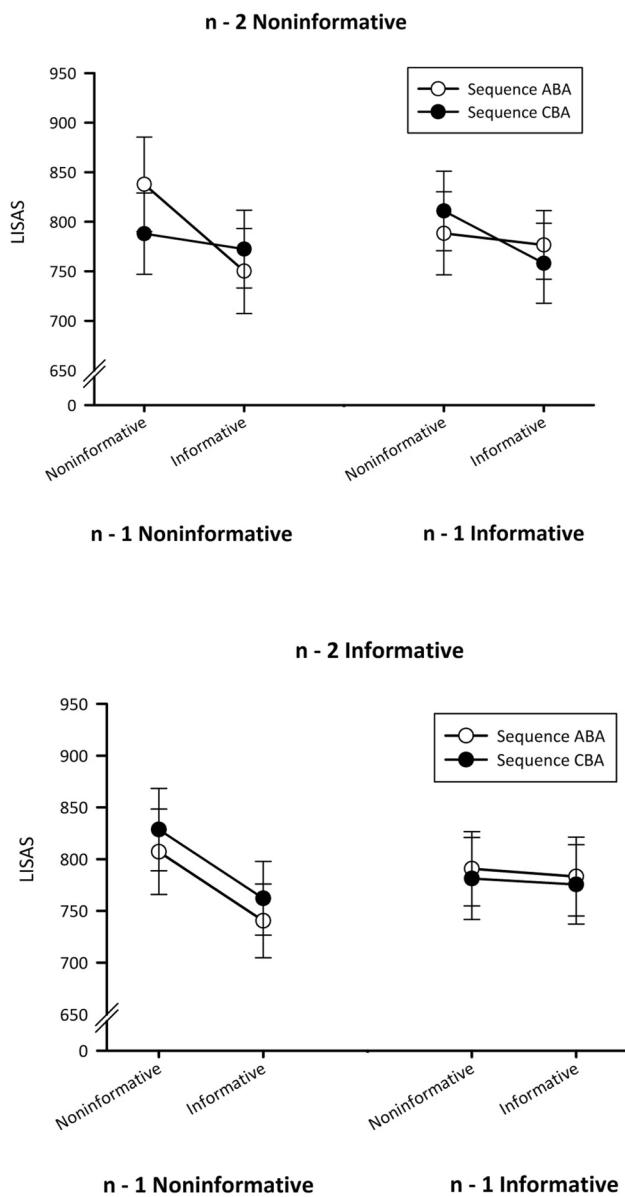 n - 2 Noninformative
950
900
850
800
750
700
650
0
LISAS
Sequence ABA
Sequence CBA
Noninformative
Informative
Noninformative
Informative
n - 1 Noninformative
n - 1 Informative
n - 2 Informative
950
900
850
800
750
700
650
0
LISAS
Sequence ABA
Sequence CBA
Noninformative
Informative
Noninformative
Informative
n - 1 Noninformative
n - 1 Informative